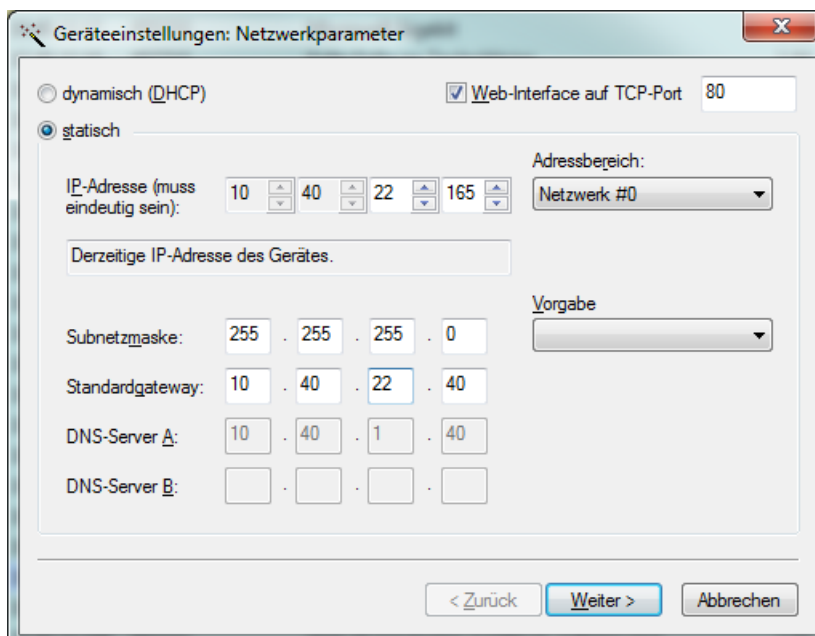 Geräteeinstellungen: Netzwerkparameter
dynamisch (DHCP)
Web-Interface auf TCP-Port 80
statisch
Adressbereich:
IP-Adresse (muss eindeutig sein): 10 40 22 165 Netzwerk #0
Derzeitige IP-Adresse des Gerätes.
Vorgabe
Subnetzmaske: 255 . 255 . 255 . 0
Standardgateway: 10 . 40 . 22 . 40
DNS-Server A: 10 . 40 . 1 . 40
DNS-Server B: . . .
< Zurück Weiter > Abbrechen